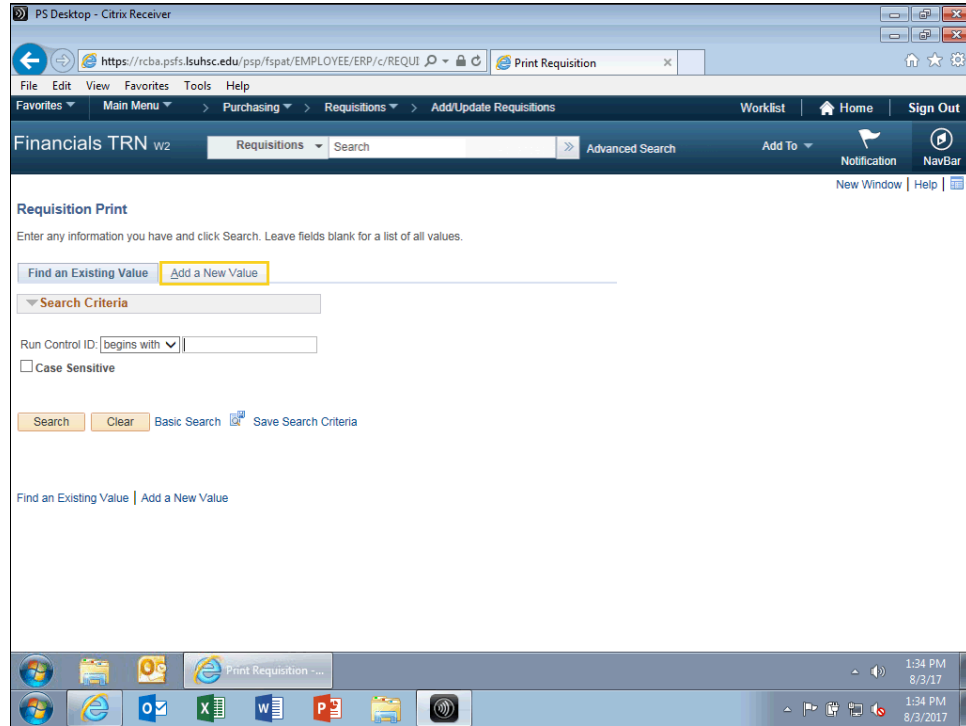 PS Desktop - Citrix Receiver
https://rcba.psfs.lsuhsc.edu/psp/fspat/EMPLOYEE/ERP/c/REQUI
Print Requisition
File Edit View Favorites Tools Help
Favorites Main Menu > Purchasing > Requisitions > Add/Update Requisitions Worklist Home Sign Out
Financials TRN W2 Requisitions Search Advanced Search Add To Notification NavBar
New Window | Help |
Requisition Print
Enter any information you have and click Search. Leave fields blank for a list of all values.
Find an Existing Value Add a New Value
Search Criteria
Run Control ID: begins with
Case Sensitive
Search Clear Basic Search Save Search Criteria
Find an Existing Value | Add a New Value
Print Requisition -...
1:34 PM
8/3/17
1:34 PM
8/3/2017